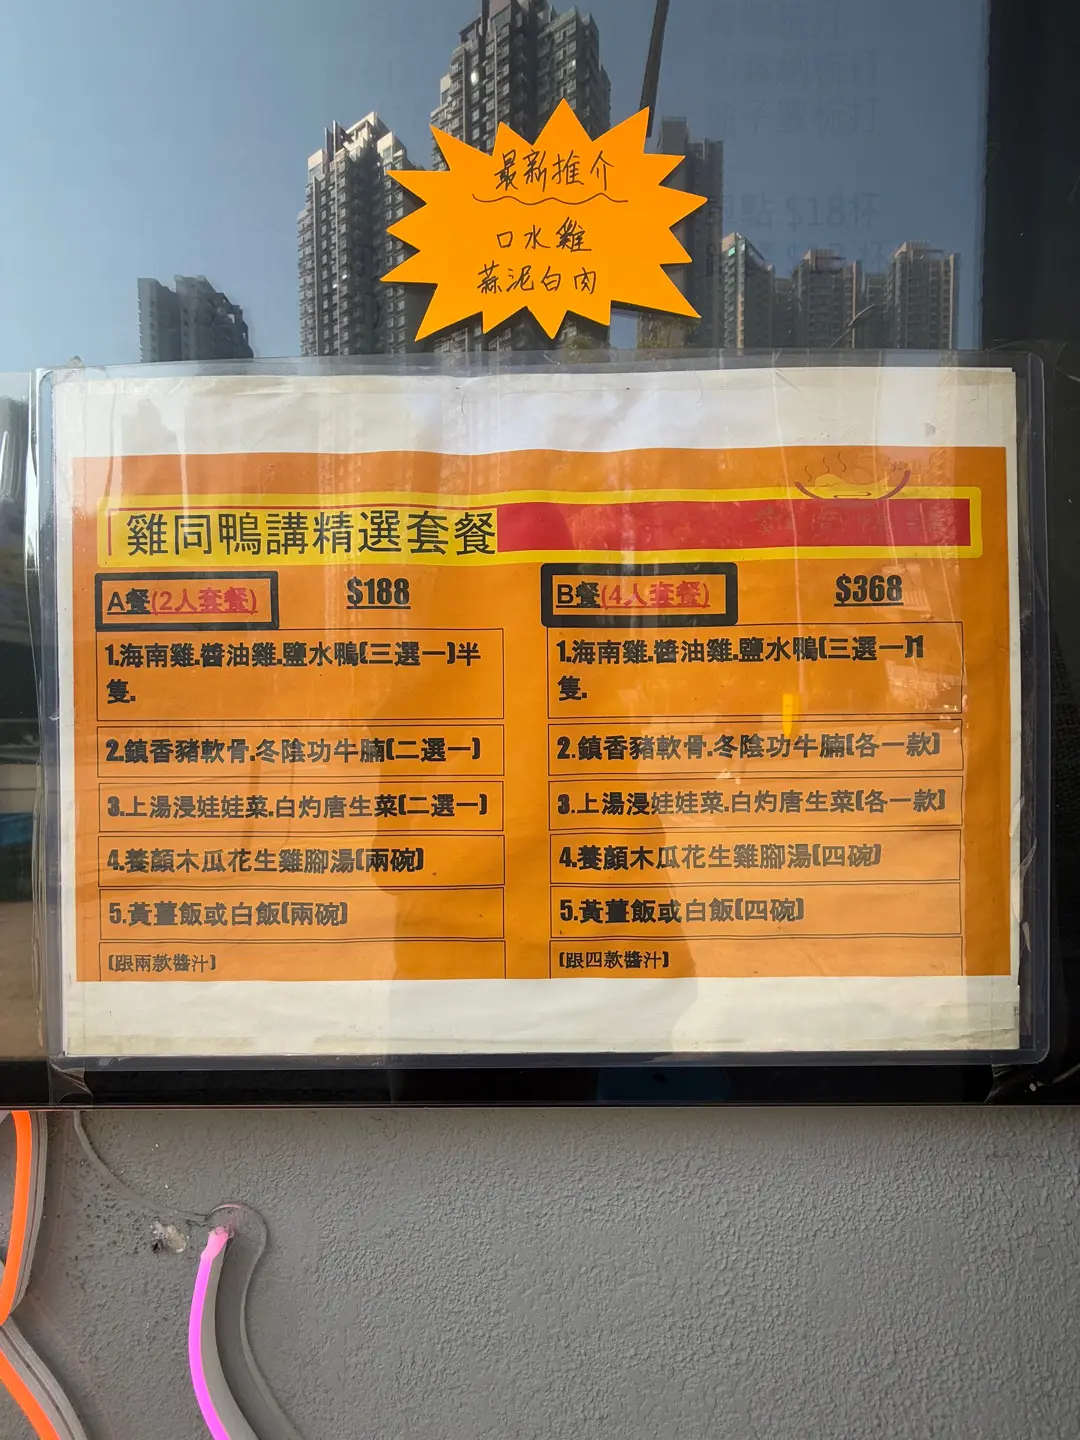 最新推介
口水雞
蒜泥白肉
$18杯
雞同鴨講精選套餐
A餐(2人套餐) $188
1.海南雞.醬油雞.鹽水鴨(三選一)半
隻.
2.鎮香豬軟骨.冬陰功牛腩(二選一)
3.上湯浸娃娃菜.白灼唐生菜(二選一)
4.養顏木瓜花生雞腳湯(兩碗)
5.黃薑飯或白飯(兩碗)
(跟兩款醬汁)
B餐(4人套餐) $368
1.海南雞.醬油雞.鹽水鴨(三選一)1
隻.
2.鎮香豬軟骨.冬陰功牛腩(各一款)
3.上湯浸娃娃菜.白灼唐生菜(各一款)
4.養顏木瓜花生雞腳湯(四碗)
5.黃薑飯或白飯(四碗)
(跟四款醬汁)